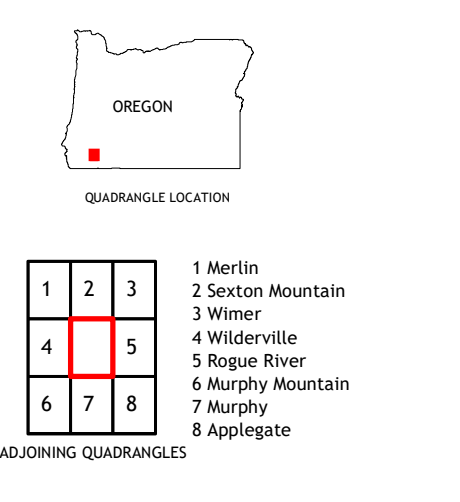 OREGON
QUADRANGLE LOCATION
1 2 3
4 5
6 7 8
1 Merlin
2 Sexton Mountain
3 Wimer
4 Wilderville
5 Rogue River
6 Murphy Mountain
7 Murphy
8 Applegate
ADJOINING QUADRANGLES